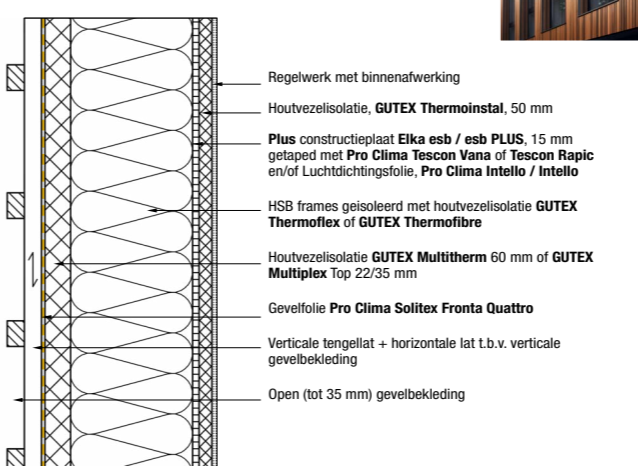 Regelwerk met binnenafwerking
Houtvezelisolatie, GUTEX Thermoinstal, 50 mm
Plus constructieplaat Elka esb / esb PLUS, 15 mm
getaped met Pro Clima Tescon Vana of Tescon Rapic
en/of Luchtdichtingsfolie, Pro Clima Intello / Intello
HSB frames geisoleerd met houtvezelisolatie GUTEX
Thermoflex of GUTEX Thermofibre
Houtvezelisolatie GUTEX Multitherm 60 mm of GUTEX
Multiplex Top 22/35 mm
Gevelfolie Pro Clima Solitex Fronta Quattro
Verticale tengellat + horizontale lat t.b.v. verticale
gevelbekleding
Open (tot 35 mm) gevelbekleding